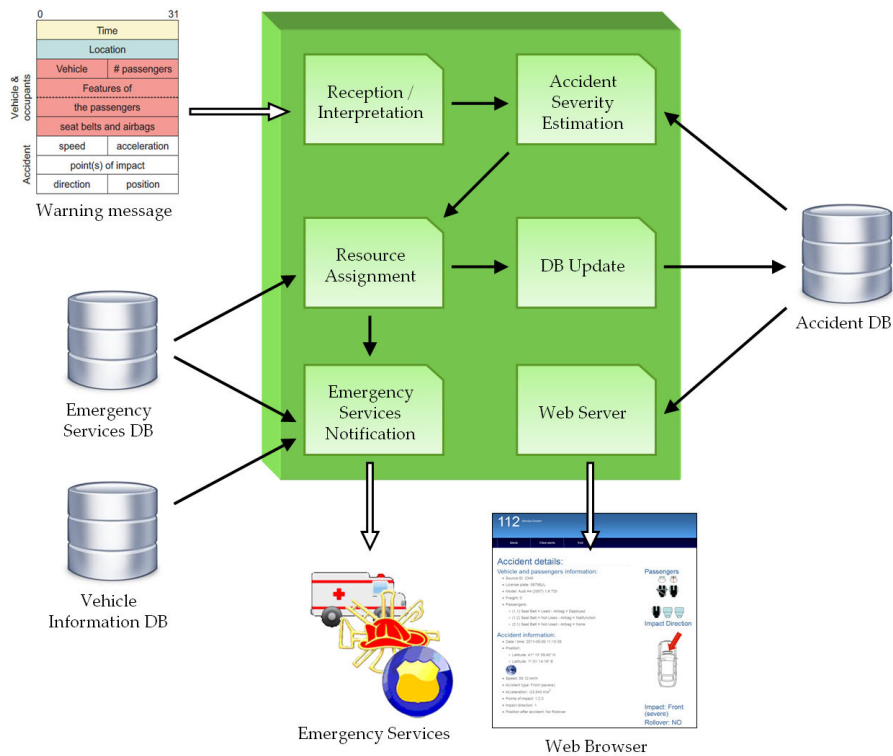 0 31
Time
Location
Vehicle # passengers
Features of
the passengers
seat belts and airbags
speed acceleration
point(s) of impact
direction position
Vehicle &
occupants
Accident
Warning message
Reception /
Interpretation
Accident
Severity
Estimation
Resource
Assignment
DB Update
Accident DB
Emergency
Services DB
Emergency
Services
Notification
Web Server
Vehicle
Information DB
Emergency Services
112
Accident details:
Vehicle and passengers information:
Passengers
Impact Direction
Accident information:
Impact: Front
(severe)
Rollover: NO
Web Browser